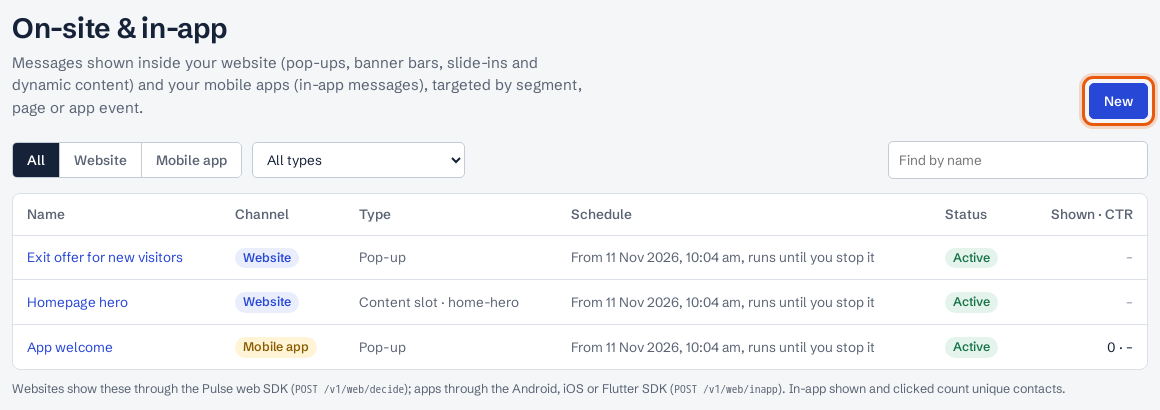 On-site & in-app
Messages shown inside your website (pop-ups, banner bars, slide-ins and
dynamic content) and your mobile apps (in-app messages), targeted by segment,
page or app event.
New
All Website Mobile app All types Find by name
Name Channel Type Schedule Status Shown · CTR
Exit offer for new visitors Website Pop-up From 11 Nov 2026, 10:04 am, runs until you stop it Active –
Homepage hero Website Content slot · home-hero From 11 Nov 2026, 10:04 am, runs until you stop it Active –
App welcome Mobile app Pop-up From 11 Nov 2026, 10:04 am, runs until you stop it Active 0 · –
Websites show these through the Pulse web SDK (POST /v1/web/decide); apps through the Android, iOS or Flutter SDK (POST /v1/web/inapp). In-app shown and clicked count unique contacts.